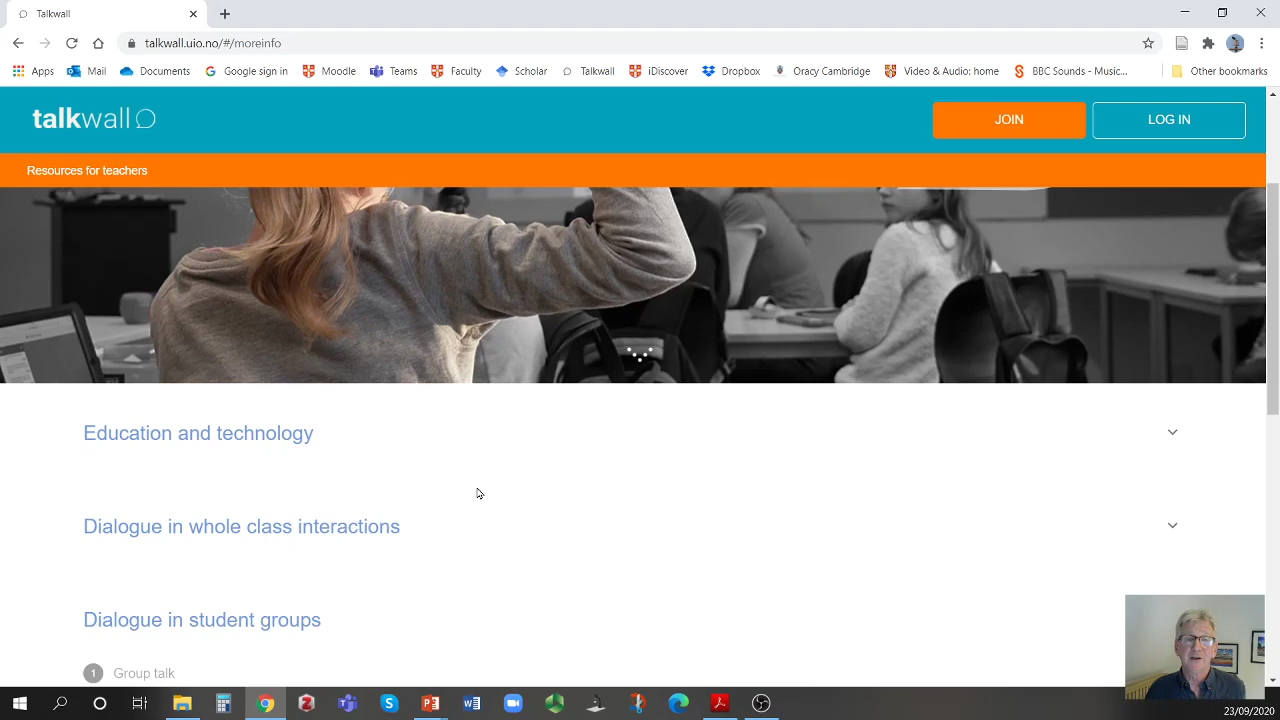 Talkwall
talkwall.uio.no/#/moreinfo
Apps Mail Documents Google sign in Moodle Teams Faculty Scholar Talkwall iDiscover Dropbox Oracy Cambridge Video & Audio: home BBC Sounds - Music... Other bookmarks
talkwall JOIN LOG IN
Resources for teachers
Education and technology
Dialogue in whole class interactions
Dialogue in student groups
1 Group talk
23/09/2020